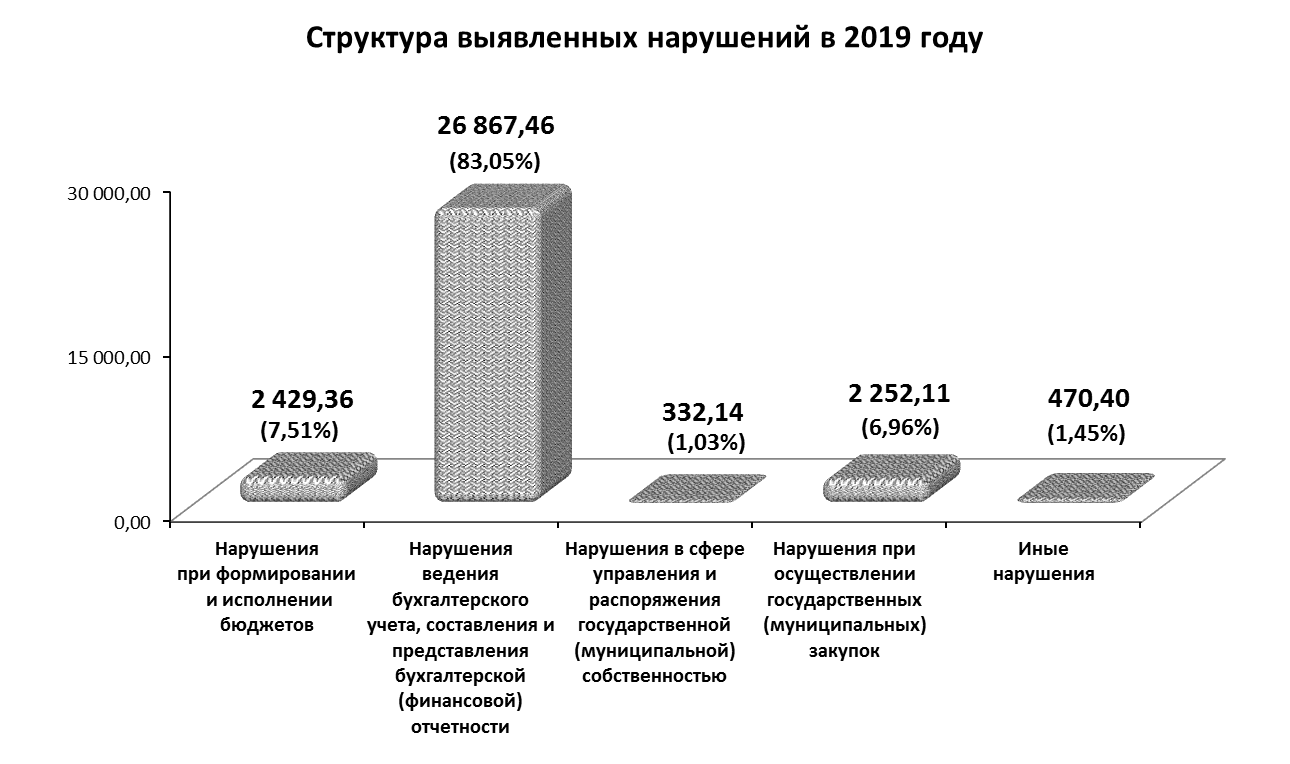 Структура выявленных нарушений в 2019 году
26 867,46
(83,05%)
30 000,00
15 000,00
0,00
2 429,36
(7,51%)
332,14
(1,03%)
2 252,11
(6,96%)
470,40
(1,45%)
Нарушения
при формировании
и исполнении
бюджетов
Нарушения
ведения
бухгалтерского
учета, составления и
представления
бухгалтерской
(финансовой)
отчетности
Нарушения в сфере
управления и
распоряжения
государственной
(муниципальной)
собственностью
Нарушения при
осуществлении
государственных
(муниципальных)
закупок
Иные
нарушения